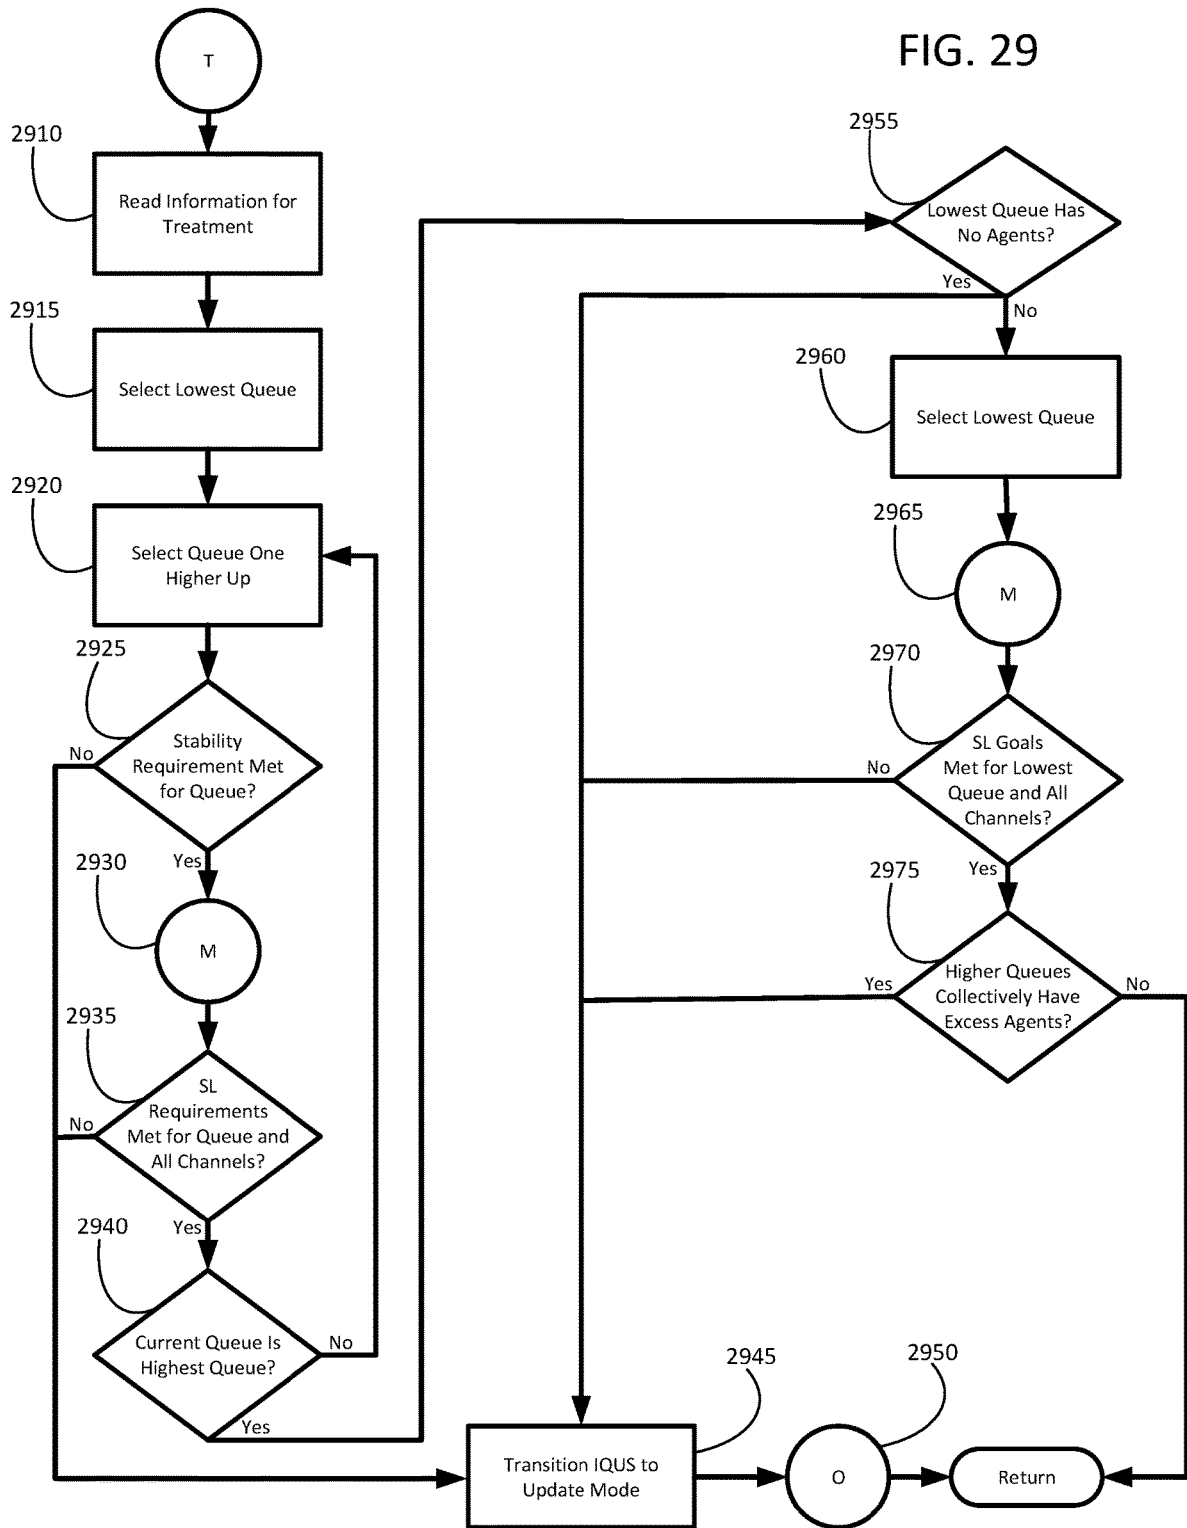 FIG. 29
T
2910
Read Information for
Treatment
2915
Select Lowest Queue
2920
Select Queue One
Higher Up
2925
Stability
Requirement Met
for Queue?
No
Yes
2930
M
2935
SL
Requirements
Met for Queue and
All Channels?
No
Yes
2940
Current Queue Is
Highest Queue?
No
Yes
2955
Lowest Queue Has
No Agents?
Yes
No
2960
Select Lowest Queue
2965
M
2970
SL Goals
Met for Lowest
Queue and All
Channels?
No
Yes
2975
Higher Queues
Collectively Have
Excess Agents?
Yes
No
2945
Transition IQUS to
Update Mode
2950
O
Return